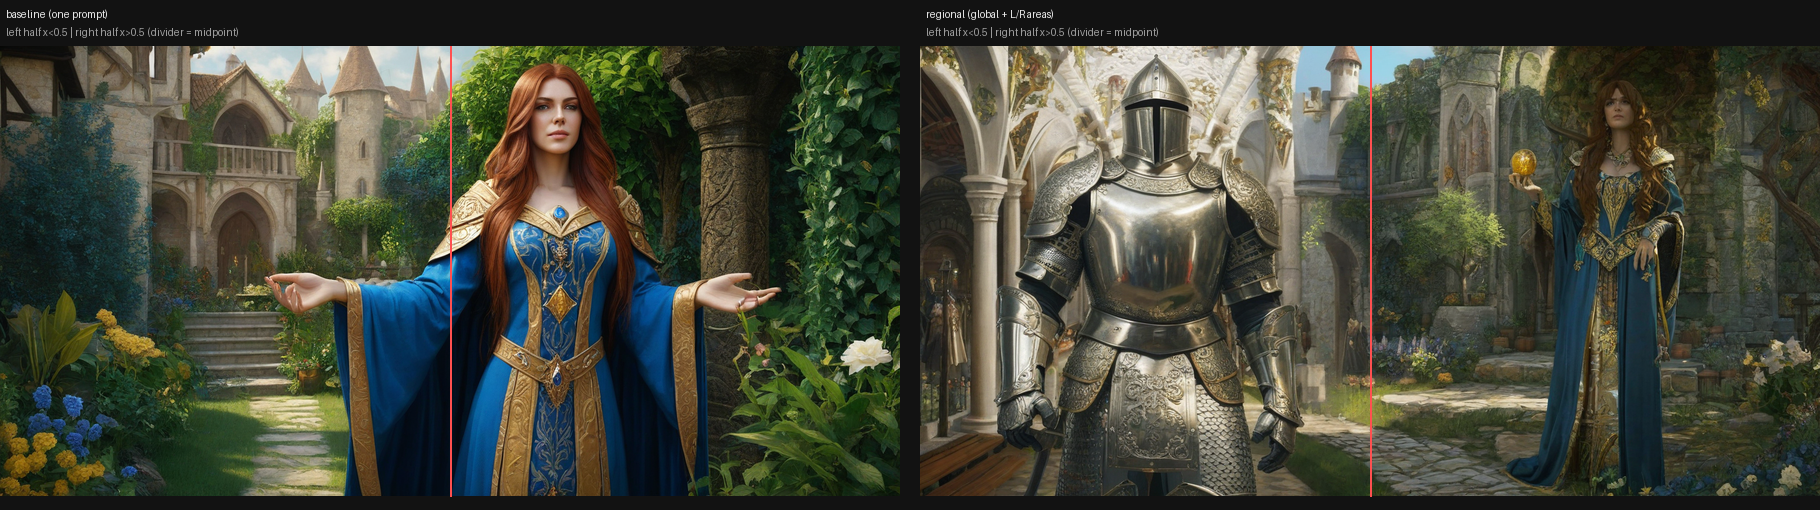 baseline (one prompt)
left half x<0.5 | right half x>0.5 (divider = midpoint)
regional (global + L/R areas)
left half x<0.5 | right half x>0.5 (divider = midpoint)